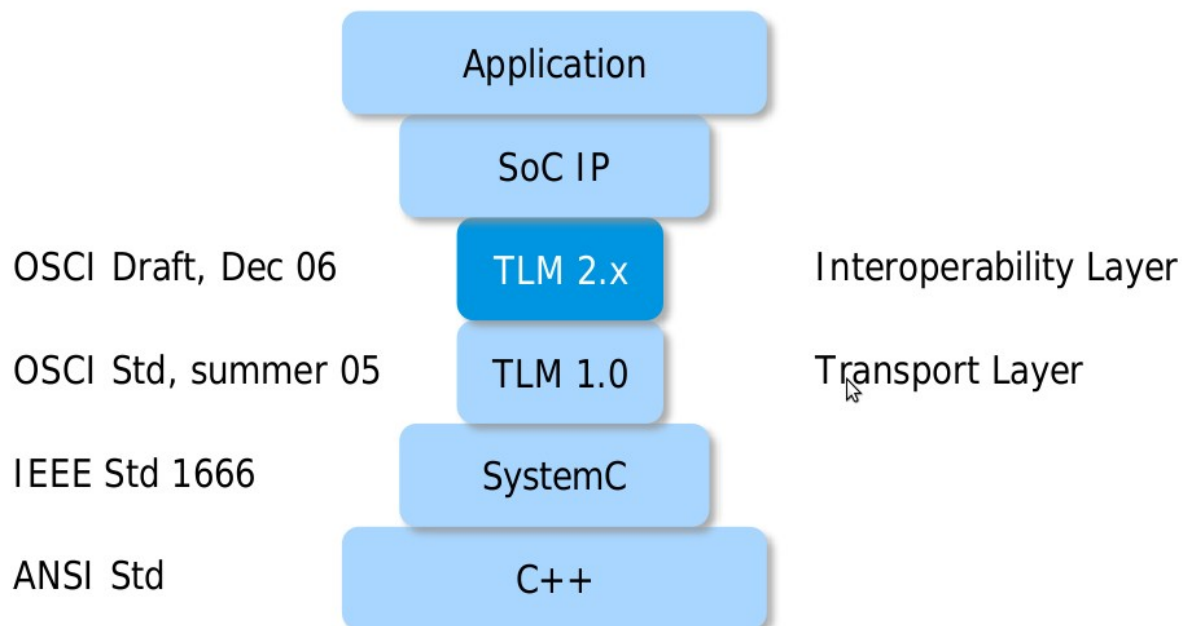 Application
SoC IP
OSCI Draft, Dec 06 TLM 2.x Interoperability Layer
OSCI Std, summer 05 TLM 1.0 Transport Layer
IEEE Std 1666 SystemC
ANSI Std C++